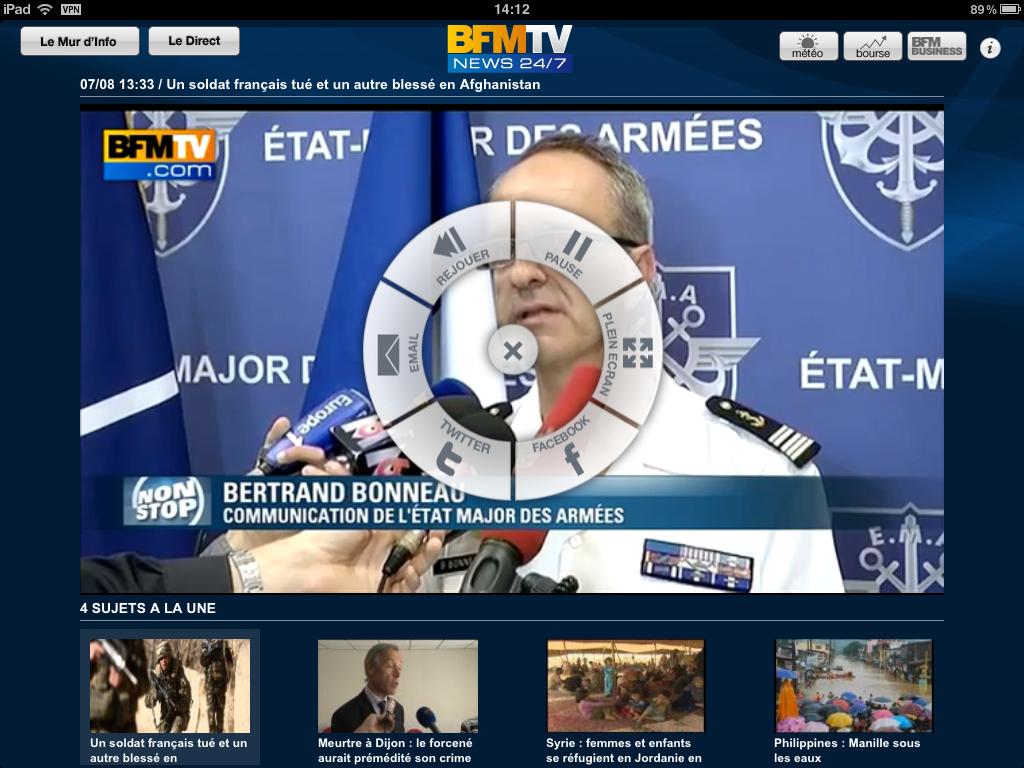 iPad VPN 14:12 89%
Le Mur d'Info Le Direct BFMTV météo bourse BFM BUSINESS i
NEWS 24/7
07/08 13:33 / Un soldat français tué et un autre blessé en Afghanistan
BFMTV
.com
ÉTAT- R DES ARMÉES
REJOUER PAUSE
E.M.A
EMAIL PLEIN ECRAN
MAJOR D ES ÉTAT-M
Europe 1
TWITTER FACEBOOK
NON STOP
BERTRAND BONNEAU
COMMUNICATION DE L'ÉTAT MAJOR DES ARMÉES
E.M.A
4 SUJETS A LA UNE
Un soldat français tué et un
autre blessé en
Meurtre à Dijon : le forcené
aurait prémédité son crime
Syrie : femmes et enfants
se réfugient en Jordanie en
Philippines : Manille sous
les eaux